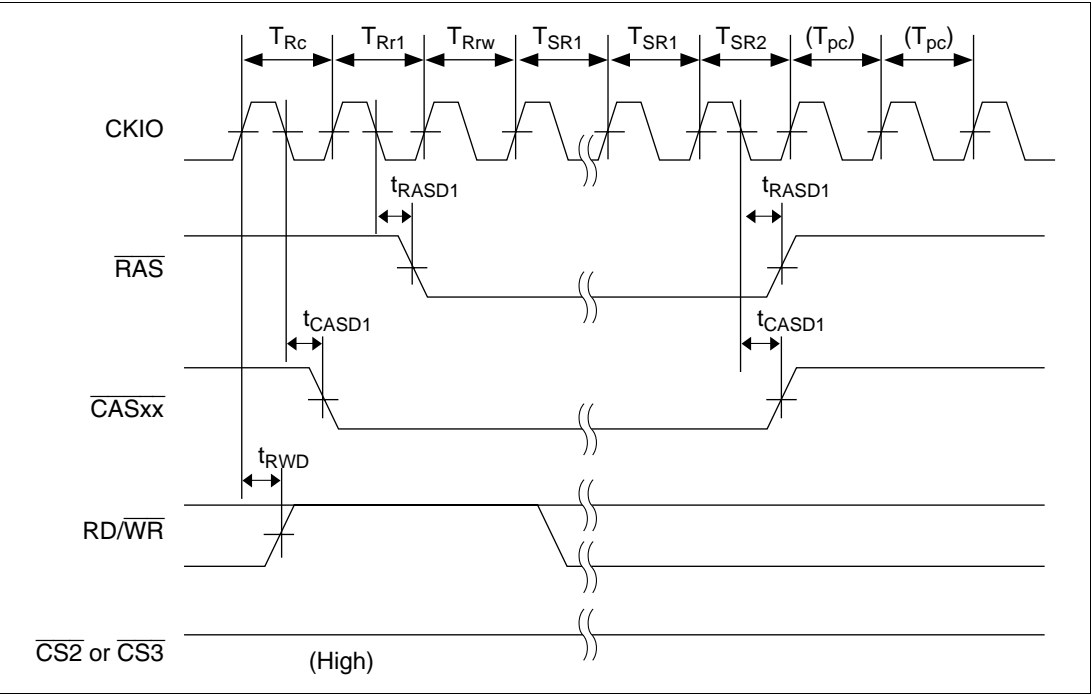 TRc TRr1 TRrw TSR1 TSR1 TSR2 (Tpc) (Tpc)
CKIO
tRASD1 tRASD1
RAS
tCASD1 tCASD1
CASxx
tRWD
RD/WR
CS2 or CS3
(High)